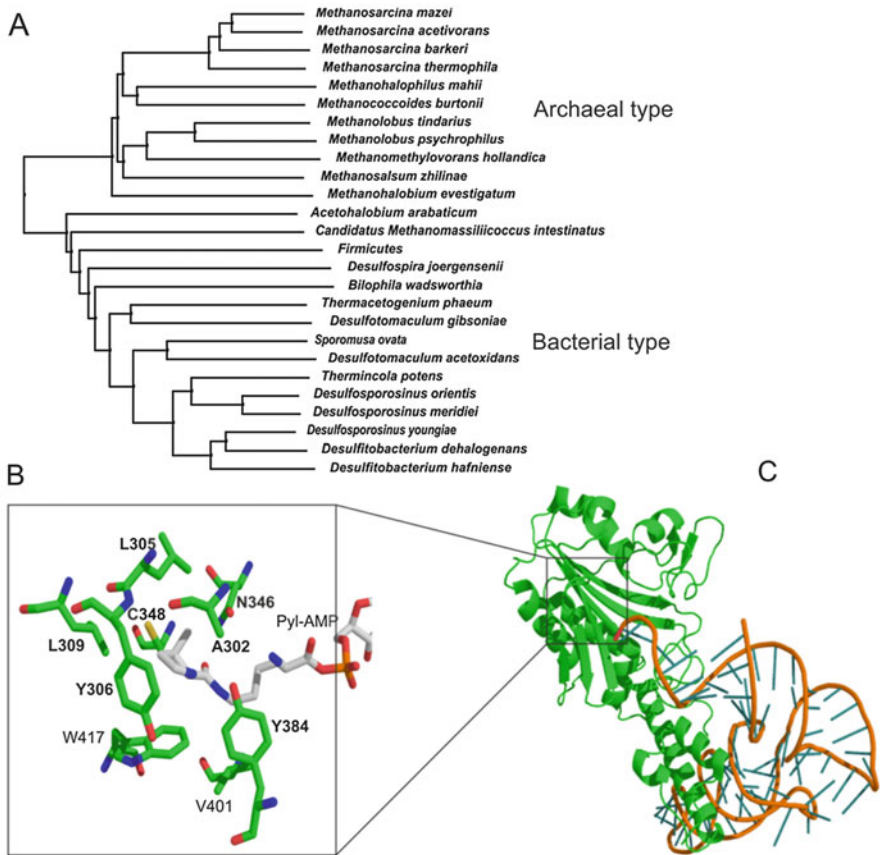 A
Methanosarcina mazei
Methanosarcina acetivorans
Methanosarcina barkeri
Methanosarcina thermophila
Methanohalophilus mahii
Methanococcoides burtonii
Archaeal type
Methanolobus tindarius
Methanolobus psychrophilus
Methanomethylovorans hollandica
Methanosalsum zhilinae
Methanohalobium evestigatum
Acetohalobium arabaticum
Candidatus Methanomassiliicoccus intestinatus
Firmicutes
Desulfospira joergensenii
Bilophila wadsworthia
Thermacetogenium phaeum
Desulfotomaculum gibsoniae
Sporomusa ovata
Bacterial type
Desulfotomaculum acetoxidans
Thermincola potens
Desulfosporosinus orientis
Desulfosporosinus meridiei
Desulfosporosinus youngiae
Desulfitobacterium dehalogenans
Desulfitobacterium hafniense
B
C
L305
N346
C348
Pyl-AMP
L309
A302
Y306
Y384
W417
V401